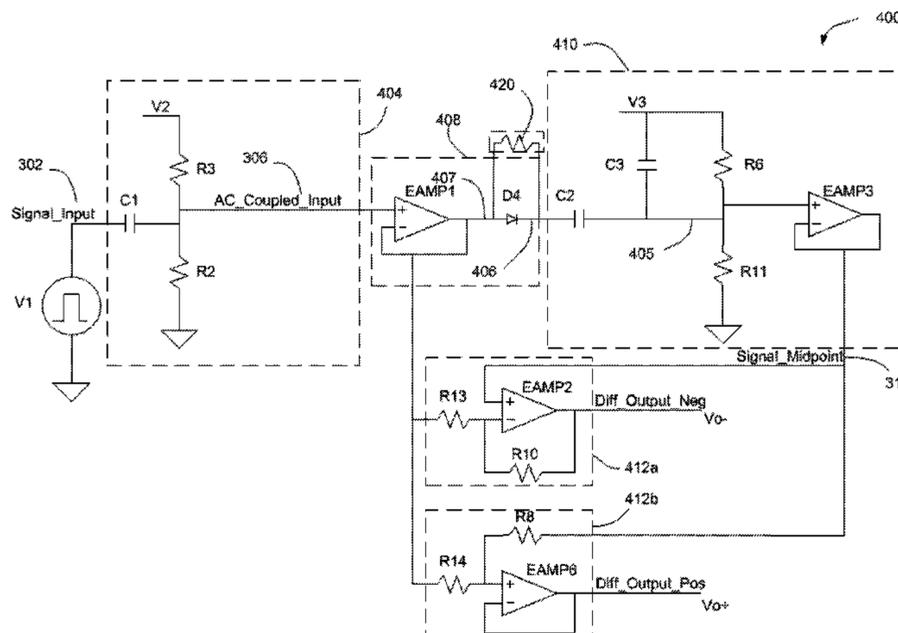 400
410
420
404
V2
408
V3
302
306
R3
407
D4
C3
R6
EAMP1
EAMP3
Signal_Input
C1
AC_Coupled_Input
C2
+
-
+
-
406
405
R2
R11
V1
Signal_Midpoint
31
EAMP2
R13
+
-
Diff_Output_Neg
Vo-
R10
412a
412b
R8
R14
EAMP6
+
-
Diff_Output_Pos
Vo+